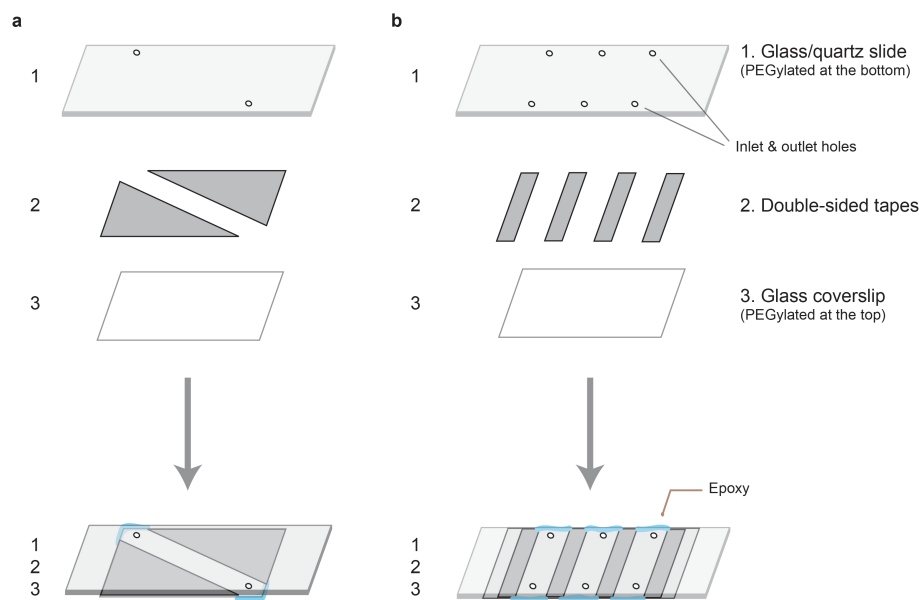 a
b
1
1
1. Glass/quartz slide
(PEGylated at the bottom)
Inlet & outlet holes
2
2
2. Double-sided tapes
3
3
3. Glass coverslip
(PEGylated at the top)
Epoxy
1
2
3
1
2
3